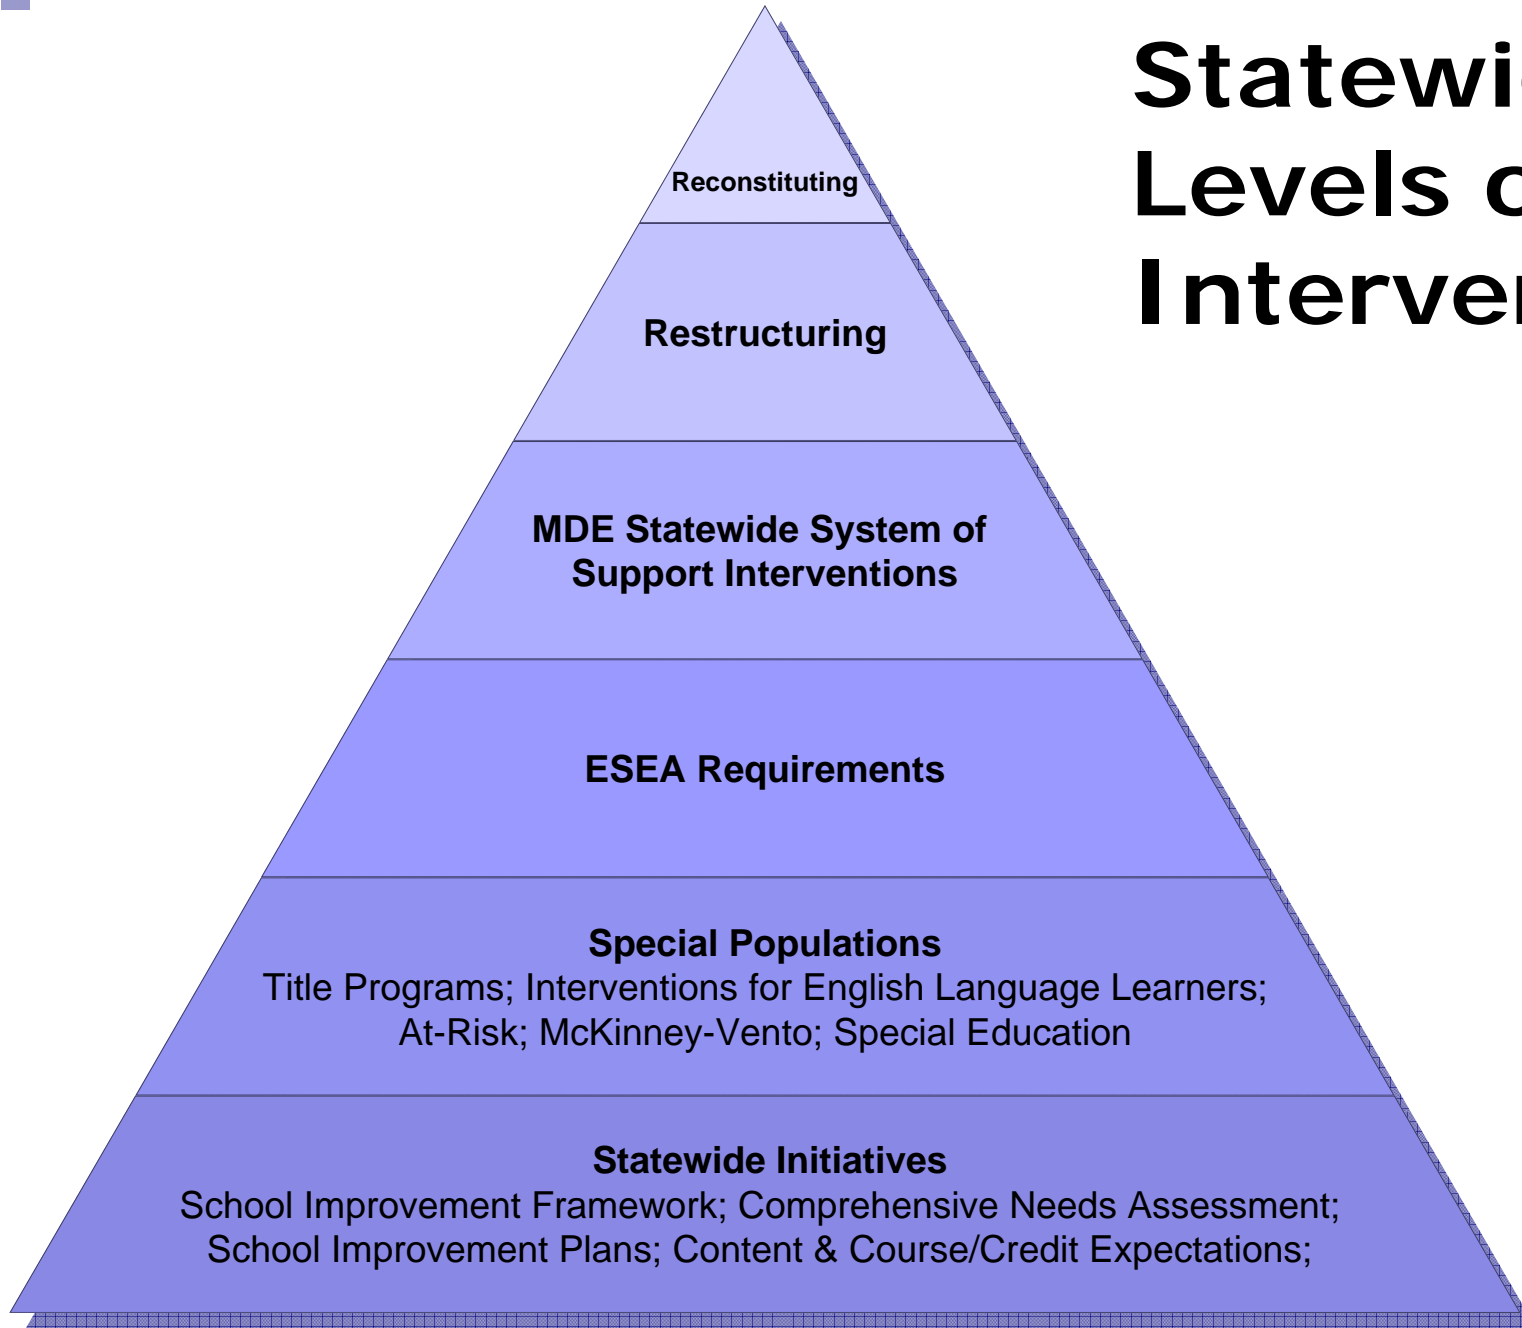 Levels
Reconstituting
Restructuring
MDE Statewide System of
Support Interventions
ESEA Requirements
Special Populations
Title Programs; Interventions for English Language Learners;
At-Risk; McKinney-Vento; Special Education
Statewide Initiatives
School Improvement Framework; Comprehensive Needs Assessment;
School Improvement Plans; Content & Course/Credit Expectations;